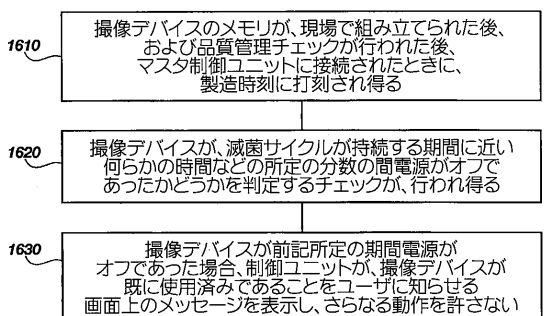 1610
撮像デバイスのメモリが、現場で組み立てられた後、
および品質管理チェックが行われた後、
マスタ制御ユニットに接続されたときに、
製造時刻に打刻され得る
1620
撮像デバイスが、滅菌サイクルが持続する期間に近い
何らかの時間などの所定の分数の間電源がオフで
あったかどうかを判定するチェックが、行われ得る
1630
撮像デバイスが前記所定の期間電源が
オフであった場合、制御ユニットが、撮像デバイスが
既に使用済みであることをユーザに知らせる
画面上のメッセージを表示し、さらなる動作を許さない